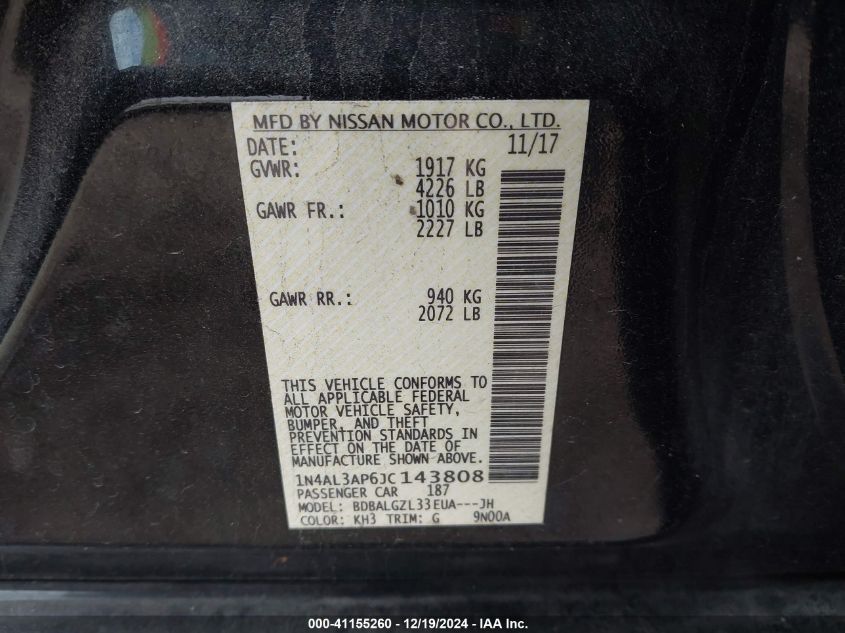 MFD BY NISSAN MOTOR CO., LTD.
DATE: 11/17
GVWR: 1917 KG
4226 LB
GAWR FR.: 1010 KG
2227 LB
GAWR RR.: 940 KG
2072 LB
THIS VEHICLE CONFORMS TO
ALL APPLICABLE FEDERAL
MOTOR VEHICLE SAFETY,
BUMPER, AND THEFT
PREVENTION STANDARDS IN
EFFECT ON THE DATE OF
MANUFACTURE SHOWN ABOVE.
1N4AL3AP6JC143808
PASSENGER CAR 187
MODEL: BDBALGZL33EUA---JH
COLOR: KH3 TRIM: G 9N00A
000-41155260 - 12/19/2024 - IAA Inc.